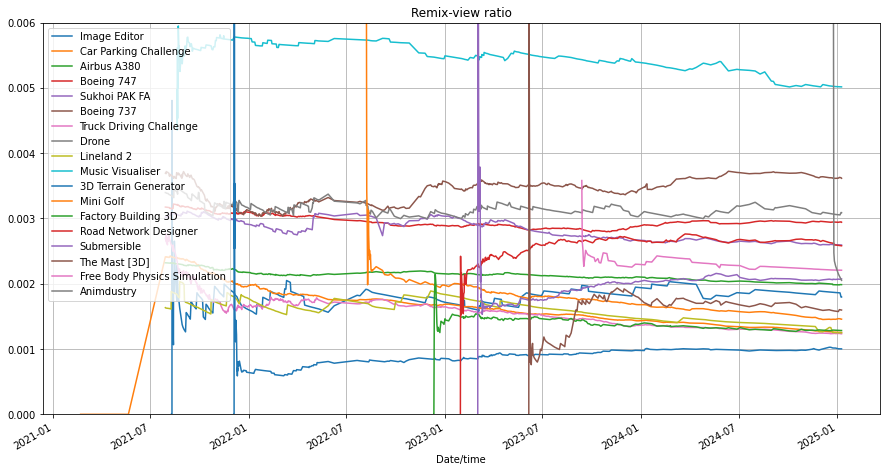 Remix-view ratio
0.006
0.005
0.004
0.003
0.002
0.001
0.000
Image Editor
Car Parking Challenge
Airbus A380
Boeing 747
Sukhoi PAK FA
Boeing 737
Truck Driving Challenge
Drone
Lineland 2
Music Visualiser
3D Terrain Generator
Mini Golf
Factory Building 3D
Road Network Designer
Submersible
The Mast [3D]
Free Body Physics Simulation
Animdustry
2021-01
2021-07
2022-01
2022-07
2023-01
2023-07
2024-01
2024-07
2025-01
Date/time